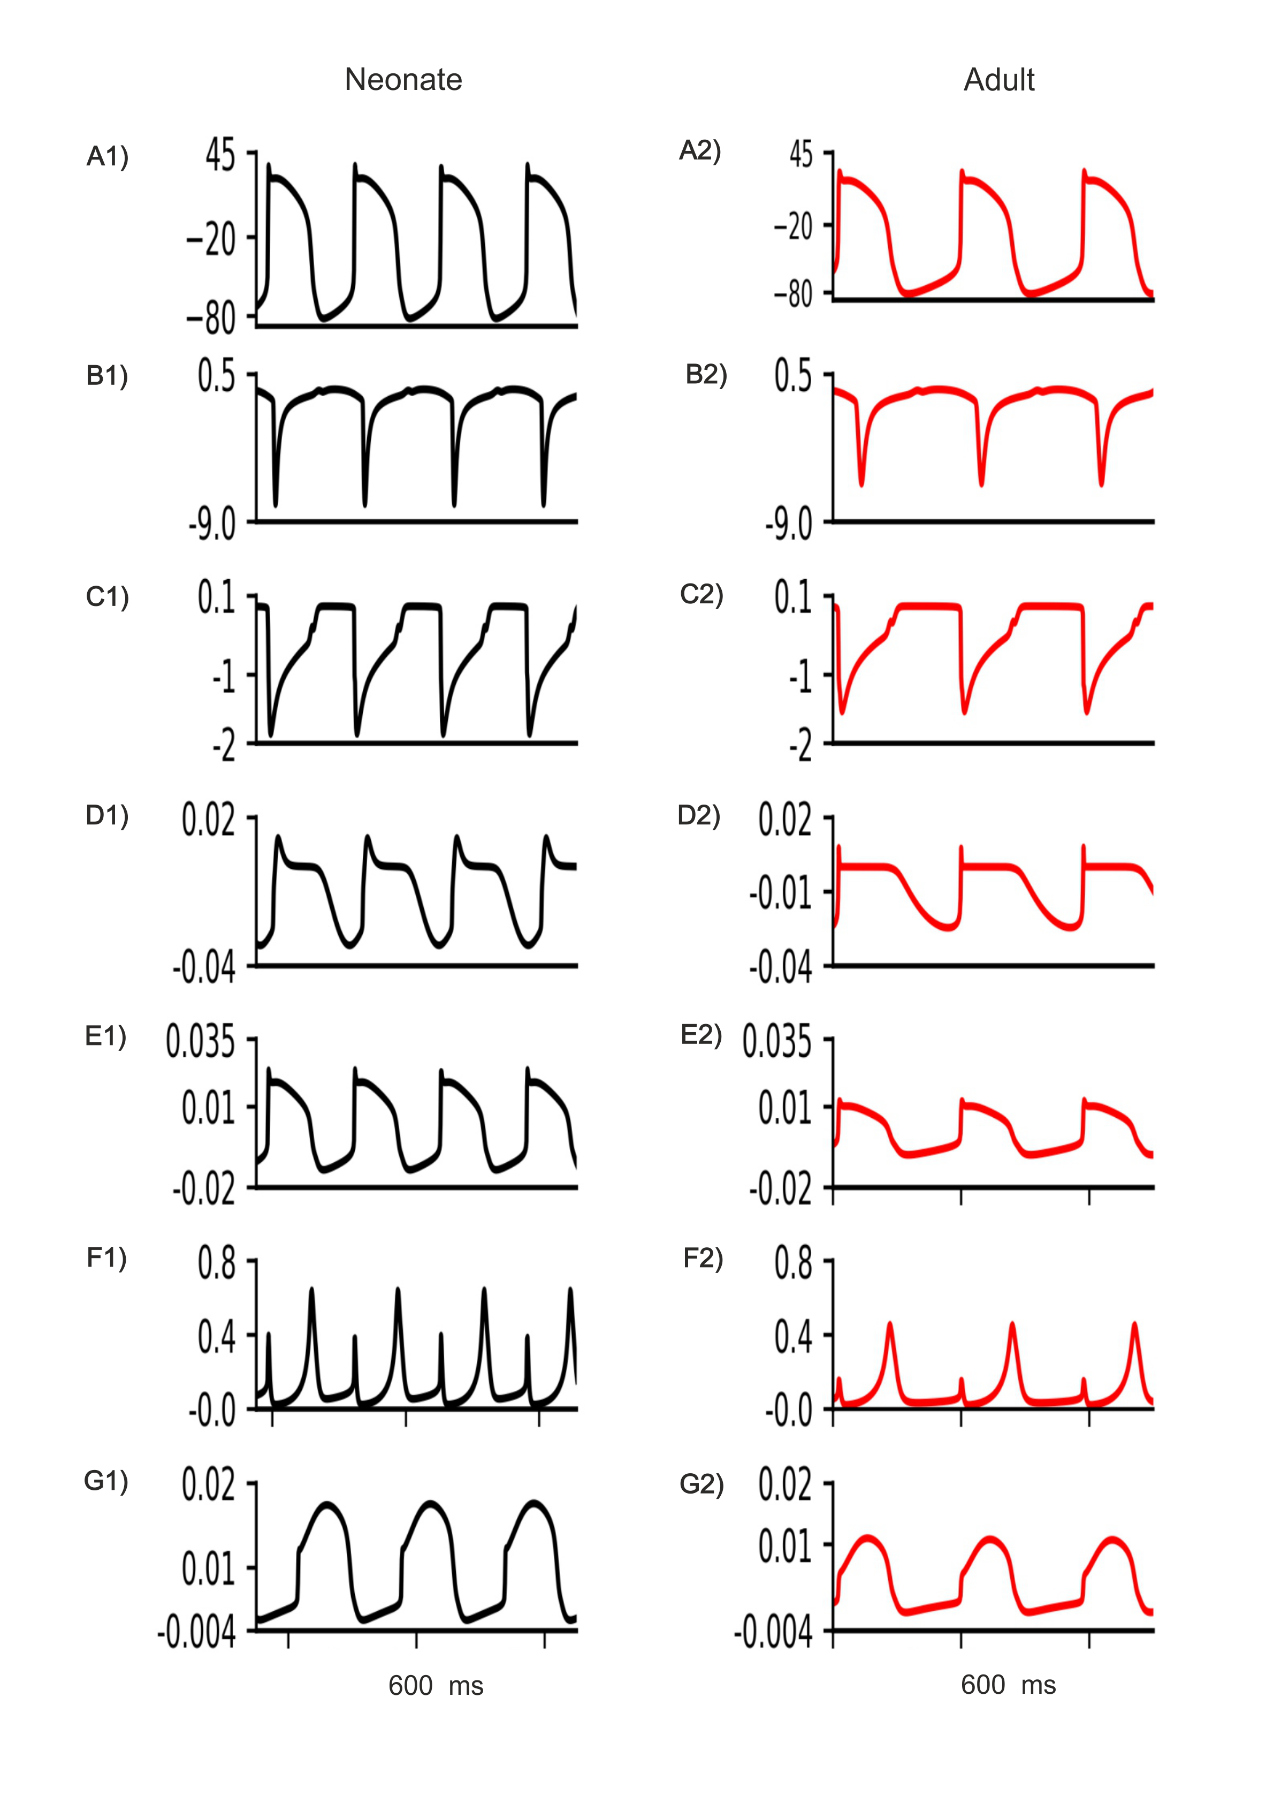 Neonate Adult
A1) 45 A2) 45
−20 −20
−80 −80
B1) 0.5 B2) 0.5
-9.0 -9.0
C1) 0.1 C2) 0.1
-1 -1
-2 -2
D1) 0.02 D2) 0.02
-0.01
-0.04 -0.04
E1) 0.035 E2) 0.035
0.01 0.01
-0.02 -0.02
F1) 0.8 F2) 0.8
0.4 0.4
-0.0 -0.0
G1) 0.02 G2) 0.02
0.01 0.01
-0.004 -0.004
600 ms 600 ms